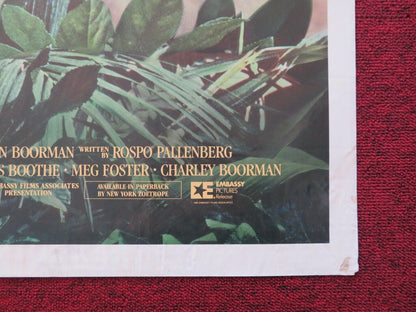 N BOORMAN WRITTEN BY ROSPO PALLENBERG
S BOOTHE · MEG FOSTER · CHARLEY BOORMAN
BASSY FILMS ASSOCIATES
PRESENTATION
AVAILABLE IN PAPERBACK
BY NEW YORK ZOETROPE
E EMBASSY
PICTURES
Release